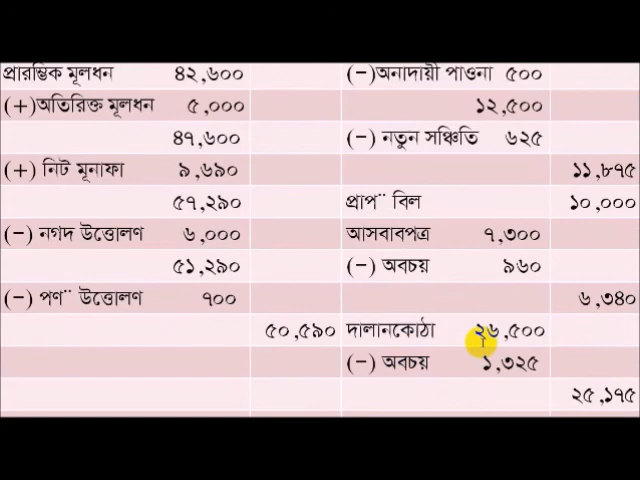 প্রারম্ভিক মূলধন ৪২,৬০০ (-)অনাদায়ী পাওনা ৫০০
(+)অতিরিক্ত মূলধন ৫,০০০ ১২,৫০০
৪৭,৬০০ (-) নতুন সঞ্চিতি ৬২৫
(+) নিট মূনাফা ৯,৬৯০ ১১,৮৭৫
৫৭,২৯০ প্রাপ¨ বিল ১০,০০০
(-) নগদ উত্তোলণ ৬,০০০ আসবাবপত্র ৭,৩০০
৫১,২৯০ (-) অবচয় ৯৬০
(-) পণ¨ উত্তোলণ ৭০০ ৬,৩৪০
৫০,৫৯০ দালানকোঠা ২৬,৫০০
(-) অবচয় ১,৩২৫
২৫,১৭৫